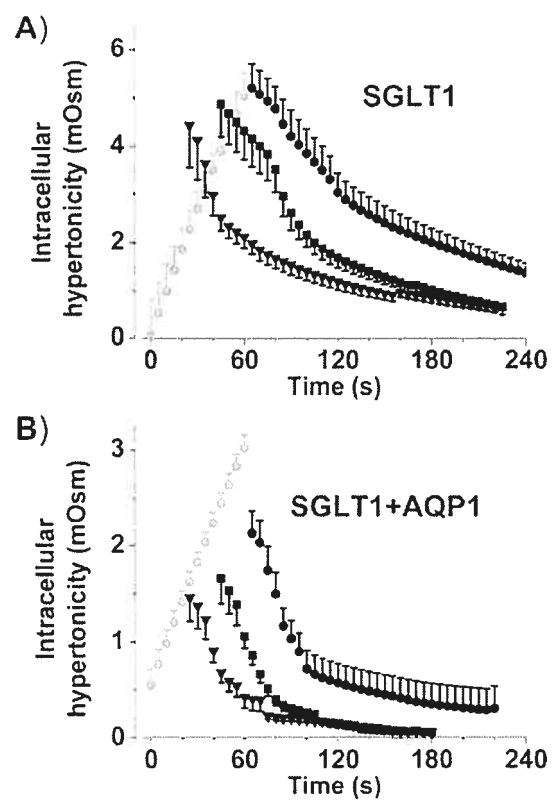 A)
6
4
2
0
Intracellular
hypertonicity (mOsm)
SGLT1
0 60 120 180 240
Time (s)
B)
3
2
1
0
Intracellular
hypertonicity (mOsm)
SGLT1+AQP1
0 60 120 180 240
Time (s)